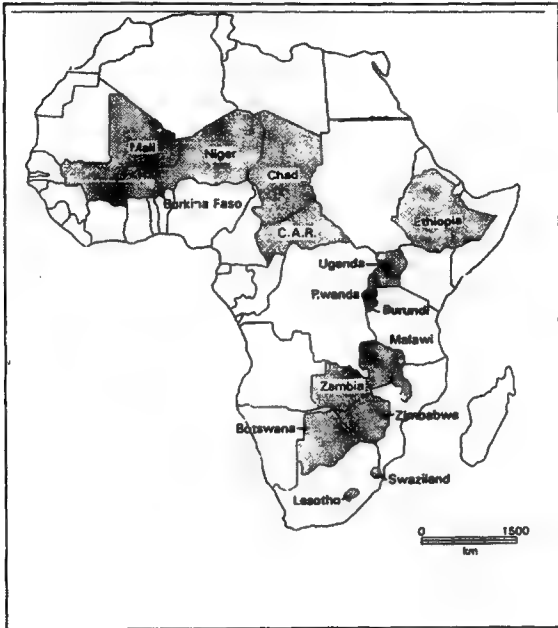 Mali
Niger
Chad
Burkina Faso
Ethiopia
C.A.R.
Uganda
Rwanda
Burundi
Malawi
Zambia
Zimbabwe
Botswana
Swaziland
Lesotho
0 1500
km